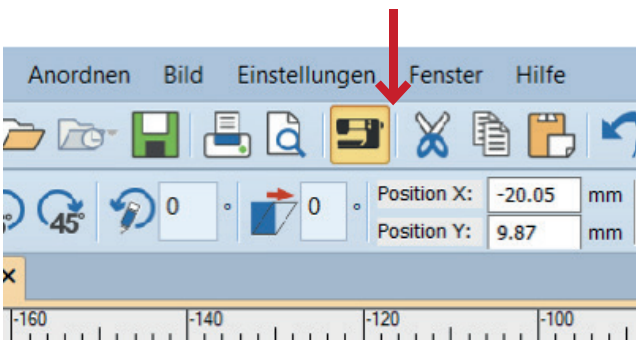 Anordnen Bild Einstellungen Fenster Hilfe
45° 0 ° 0 ° Position X: -20.05 mm
Position Y: 9.87 mm
-160 -140 -120 -100